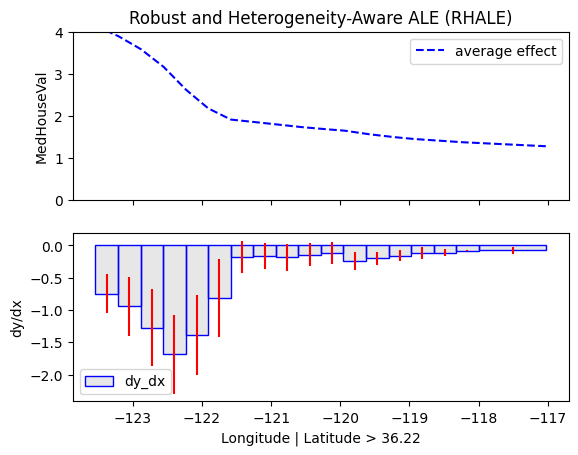 Robust and Heterogeneity-Aware ALE (RHALE)
4
3
2
1
0
MedHouseVal
average effect
0.0
−0.5
−1.0
−1.5
−2.0
dy/dx
dy_dx
−123 −122 −121 −120 −119 −118 −117
Longitude | Latitude > 36.22